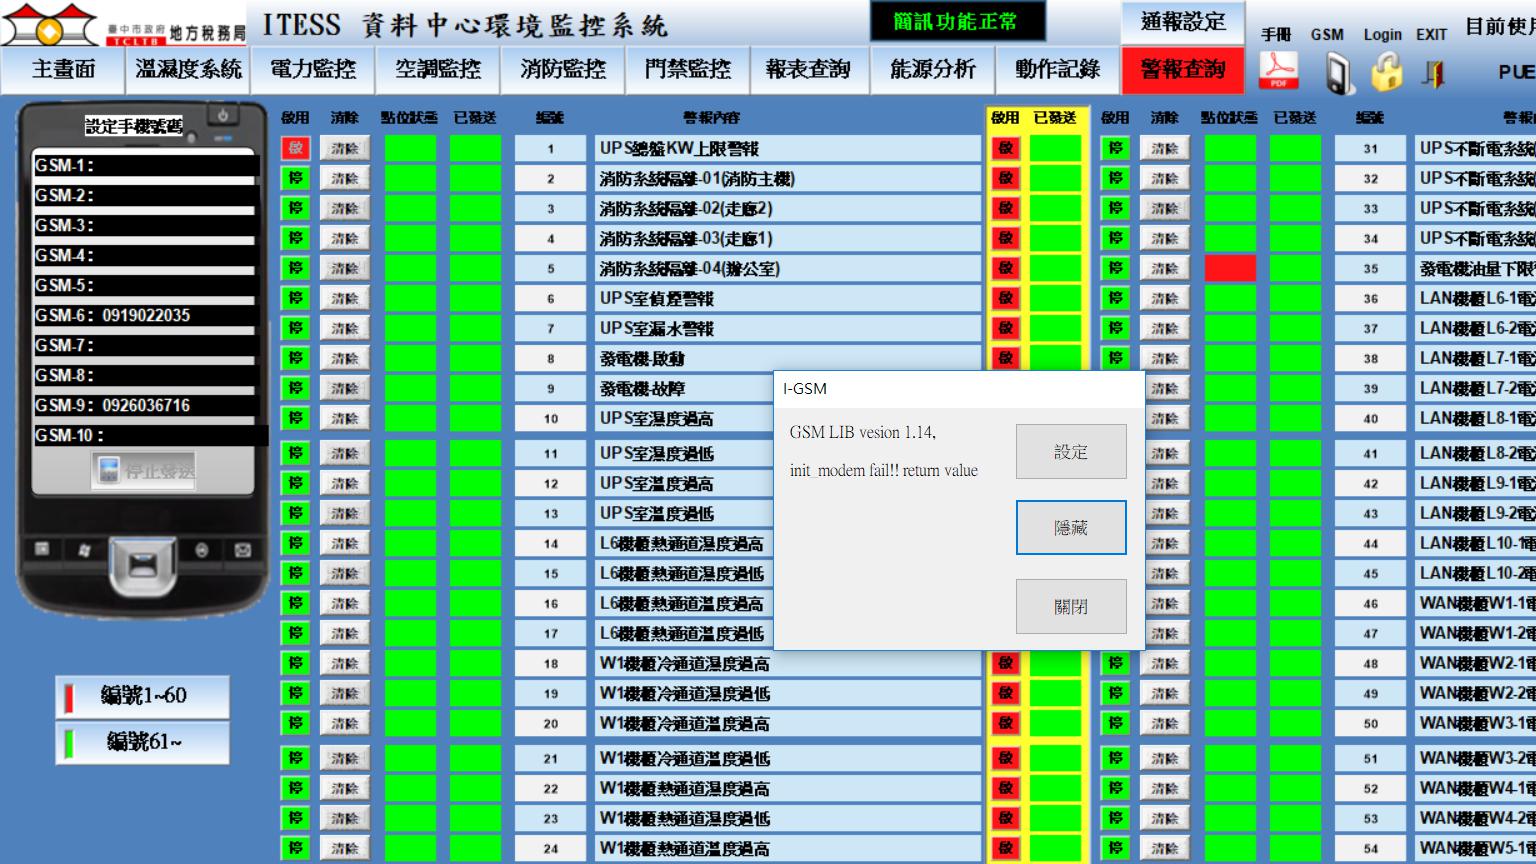 臺中市政府
TCLTB
地方稅務局
ITESS 資料中心環境監控系統
簡訊功能正常
通報設定
手冊 GSM Login EXIT
目前使用
主畫面 溫濕度系統 電力監控 空調監控 消防監控 門禁監控 報表查詢 能源分析 動作記錄 警報查詢
PDF
PUE
設定手機號碼
GSM-1：
GSM-2：
GSM-3：
GSM-4：
GSM-5：
GSM-6：0919022035
GSM-7：
GSM-8：
GSM-9：0926036716
GSM-10：
停止發送
編號1~60
編號61~
啟用 清除 點位狀態 已發送 編號 警報內容 啟用 已發送 啟用 清除 點位狀態 已發送 編號 警報
啟 清除 1 UPS總盤KW上限警報 啟 停 清除 31 UPS不斷電系統
停 清除 2 消防系統隔離-01(消防主機) 啟 停 清除 32 UPS不斷電系統
停 清除 3 消防系統隔離-02(走廊2) 啟 停 清除 33 UPS不斷電系統
停 清除 4 消防系統隔離-03(走廊1) 啟 停 清除 34 UPS不斷電系統(
停 清除 5 消防系統隔離-04(辦公室) 啟 停 清除 35 發電機油量下限
停 清除 6 UPS室偵煙警報 啟 停 清除 36 LAN機櫃L6-1電
停 清除 7 UPS室漏水警報 啟 停 清除 37 LAN機櫃L6-2電
停 清除 8 發電機-啟動 啟 停 清除 38 LAN機櫃L7-1電
停 清除 9 發電機-故障 清除 39 LAN機櫃L7-2電
停 清除 10 UPS室濕度過高 清除 40 LAN機櫃L8-1電
停 清除 11 UPS室濕度過低 清除 41 LAN機櫃L8-2電
停 清除 12 UPS室溫度過高 清除 42 LAN機櫃L9-1電
停 清除 13 UPS室溫度過低 清除 43 LAN機櫃L9-2電
停 清除 14 L6機櫃熱通道濕度過高 清除 44 LAN機櫃L10-1電
停 清除 15 L6機櫃熱通道濕度過低 清除 45 LAN機櫃L10-2電
停 清除 16 L6機櫃熱通道溫度過高 清除 46 WAN機櫃W1-1電
停 清除 17 L6機櫃熱通道溫度過低 清除 47 WAN機櫃W1-2電
停 清除 18 W1機櫃冷通道濕度過高 啟 停 清除 48 WAN機櫃W2-1電
停 清除 19 W1機櫃冷通道濕度過低 啟 停 清除 49 WAN機櫃W2-2電
停 清除 20 W1機櫃冷通道溫度過高 啟 停 清除 50 WAN機櫃W3-1電
停 清除 21 W1機櫃冷通道溫度過低 啟 停 清除 51 WAN機櫃W3-2電
停 清除 22 W1機櫃熱通道濕度過高 啟 停 清除 52 WAN機櫃W4-1電
停 清除 23 W1機櫃熱通道濕度過低 啟 停 清除 53 WAN機櫃W4-2電
停 清除 24 W1機櫃熱通道溫度過高 啟 停 清除 54 WAN機櫃W5-1電
I-GSM
GSM LIB vesion 1.14,
init_modem fail!! return value
設定
隱藏
關閉